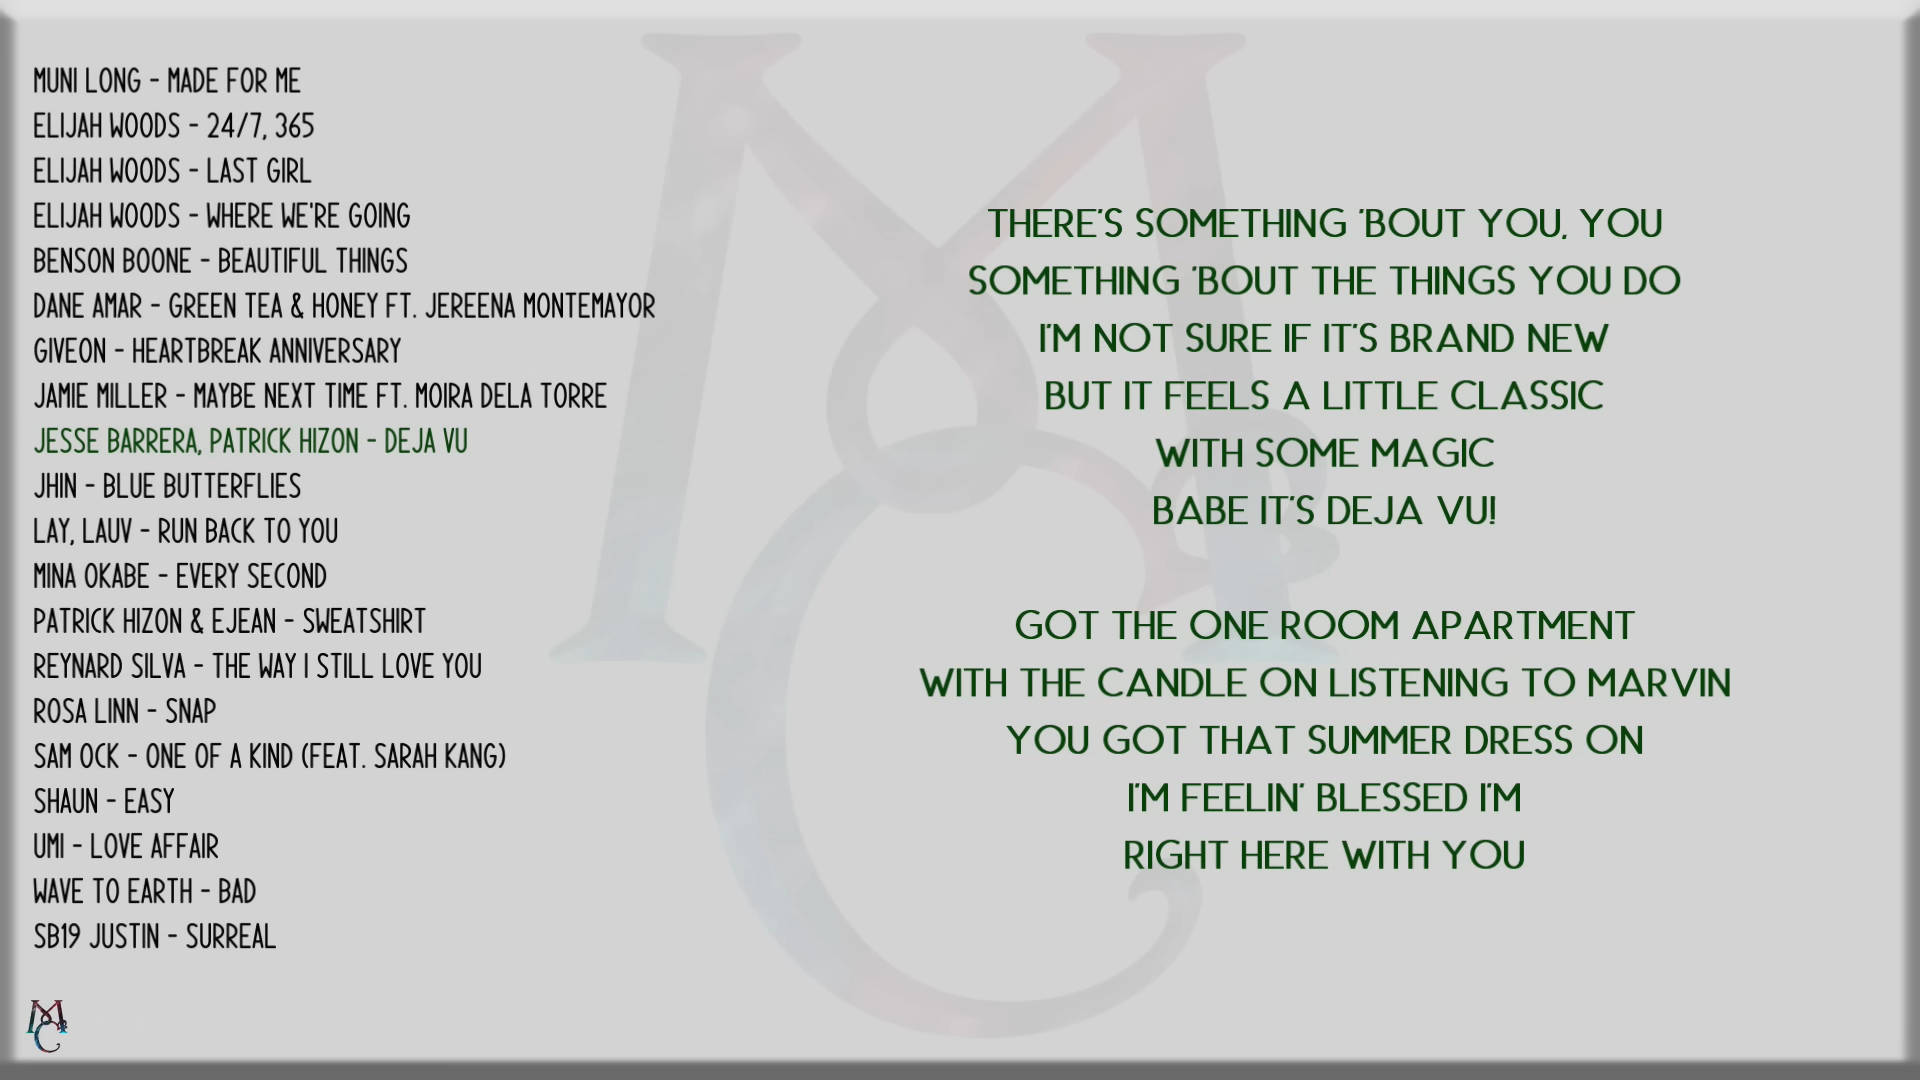 MUNI LONG - MADE FOR ME
ELIJAH WOODS - 24/7, 365
ELIJAH WOODS - LAST GIRL
ELIJAH WOODS - WHERE WE'RE GOING
BENSON BOONE - BEAUTIFUL THINGS
DANE AMAR - GREEN TEA & HONEY FT. JEREENA MONTEMAYOR
GIVEON - HEARTBREAK ANNIVERSARY
JAMIE MILLER - MAYBE NEXT TIME FT. MOIRA DELA TORRE
JESSE BARRERA, PATRICK HIZON - DEJA VU
JHIN - BLUE BUTTERFLIES
LAY, LAUV - RUN BACK TO YOU
MINA OKABE - EVERY SECOND
PATRICK HIZON & EJEAN - SWEATSHIRT
REYNARD SILVA - THE WAY I STILL LOVE YOU
ROSA LINN - SNAP
SAM OCK - ONE OF A KIND (FEAT. SARAH KANG)
SHAUN - EASY
UMI - LOVE AFFAIR
WAVE TO EARTH - BAD
SB19 JUSTIN - SURREAL
THERE'S SOMETHING 'BOUT YOU, YOU
SOMETHING 'BOUT THE THINGS YOU DO
I'M NOT SURE IF IT'S BRAND NEW
BUT IT FEELS A LITTLE CLASSIC
WITH SOME MAGIC
BABE IT'S DEJA VU!
GOT THE ONE ROOM APARTMENT
WITH THE CANDLE ON LISTENING TO MARVIN
YOU GOT THAT SUMMER DRESS ON
I'M FEELIN' BLESSED I'M
RIGHT HERE WITH YOU